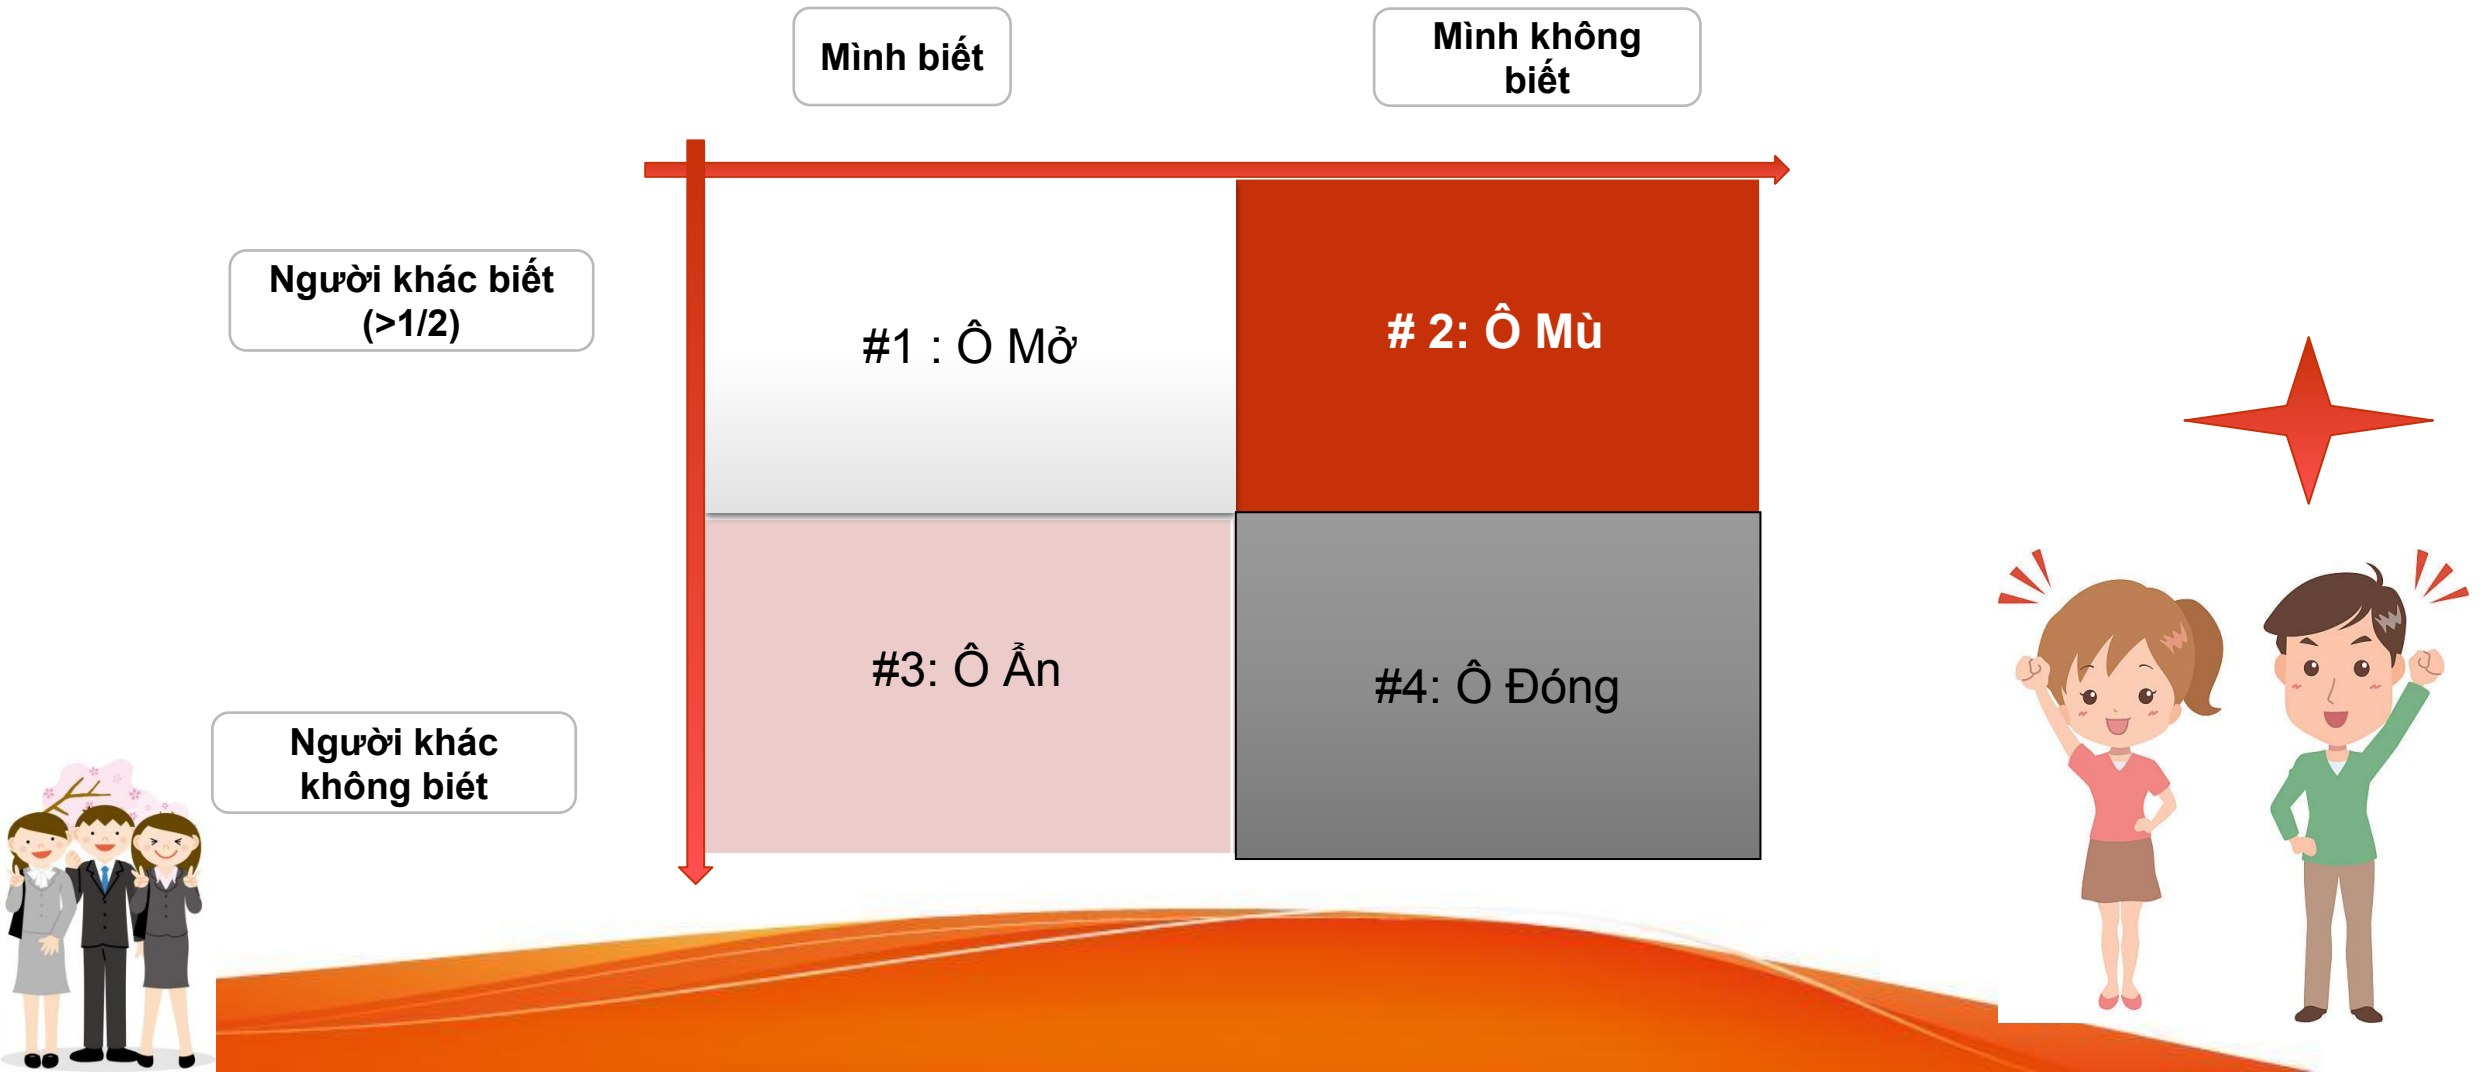 Mình biết
Mình không
biết
Người khác biết
(>1/2)
#1 : Ô Mở
# 2: Ô Mù
#3: Ô Ẩn
#4: Ô Đóng
Người khác
không biét